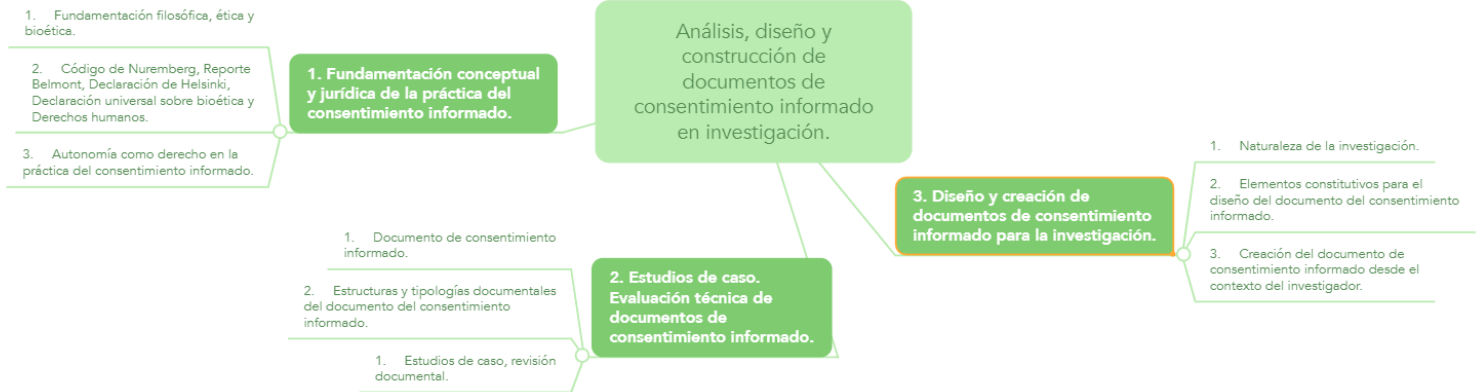 Análisis, diseño y
construcción de
documentos de
consentimiento informado
en investigación.
1. Fundamentación conceptual
y jurídica de la práctica del
consentimiento informado.
1. Fundamentación filosófica, ética y
bioética.
2. Código de Nuremberg, Reporte
Belmont, Declaración de Helsinki,
Declaración universal sobre bioética y
Derechos humanos.
3. Autonomía como derecho en la
práctica del consentimiento informado.
2. Estudios de caso.
Evaluación técnica de
documentos de
consentimiento informado.
1. Documento de consentimiento
informado.
2. Estructuras y tipologías documentales
del documento del consentimiento
informado.
1. Estudios de caso, revisión
documental.
3. Diseño y creación de
documentos de consentimiento
informado para la investigación.
1. Naturaleza de la investigación.
2. Elementos constitutivos para el
diseño del documento del consentimiento
informado.
3. Creación del documento de
consentimiento informado desde el
contexto del investigador.